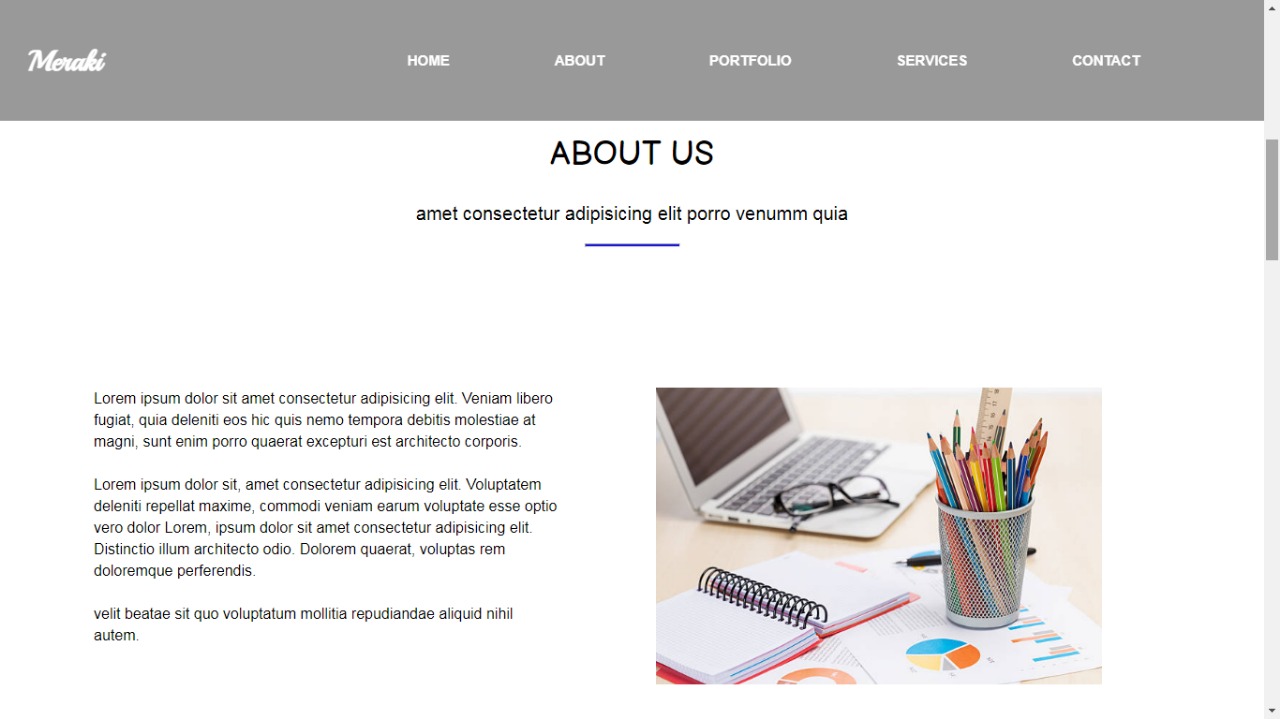 Meraki
HOME ABOUT PORTFOLIO SERVICES CONTACT
ABOUT US
amet consectetur adipisicing elit porro venumm quia
Lorem ipsum dolor sit amet consectetur adipisicing elit. Veniam libero
fugiat, quia deleniti eos hic quis nemo tempora debitis molestiae at
magni, sunt enim porro quaerat excepturi est architecto corporis.
Lorem ipsum dolor sit, amet consectetur adipisicing elit. Voluptatem
deleniti repellat maxime, commodi veniam earum voluptate esse optio
vero dolor Lorem, ipsum dolor sit amet consectetur adipisicing elit.
Distinctio illum architecto odio. Dolorem quaerat, voluptas rem
doloremque perferendis.
velit beatae sit quo voluptatum mollitia repudiandae aliquid nihil
autem.